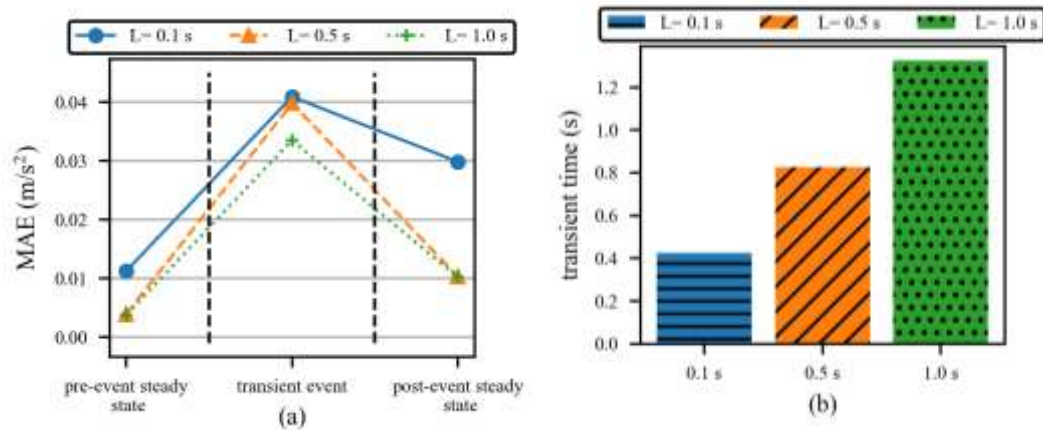 L= 0.1 s L= 0.5 s L= 1.0 s
0.04
0.03
0.02
0.01
0.00
MAE (m/s²)
pre-event steady state
transient event
post-event steady state
(a)
L= 0.1 s L= 0.5 s L= 1.0 s
1.2
1.0
0.8
0.6
0.4
0.2
0.0
transient time (s)
0.1 s 0.5 s 1.0 s
(b)